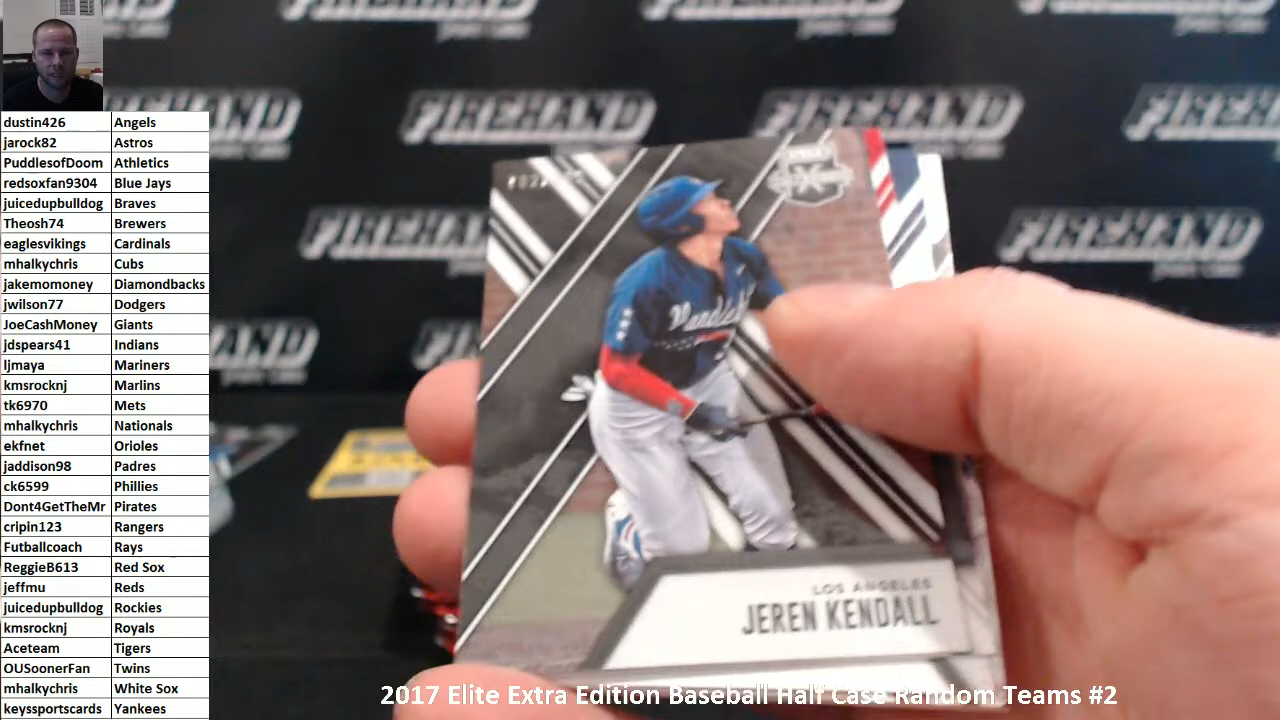 dustin426 Angels
jarock82 Astros
PuddlesofDoom Athletics
redsoxfan9304 Blue Jays
juicedupbulldog Braves
Theosh74 Brewers
eaglesvikings Cardinals
mhalkychris Cubs
jakemomoney Diamondbacks
jwilson77 Dodgers
JoeCashMoney Giants
jdspears41 Indians
ljmaya Mariners
kmsrocknj Marlins
tk6970 Mets
mhalkychris Nationals
ekfnet Orioles
jaddison98 Padres
ck6599 Phillies
Dont4GetTheMr Pirates
cripin123 Rangers
Futballcoach Rays
ReggieB613 Red Sox
jeffmu Reds
juicedupbulldog Rockies
kmsrocknj Royals
Aceteam Tigers
OUSoonerFan Twins
mhalkychris White Sox
keyssportscards Yankees
FIREHAND
FIREHAND
FIREHAND
FIREHAND
LOS ANGELES
JEREN KENDALL
2017 Elite Extra Edition Baseball Half Case Random Teams #2